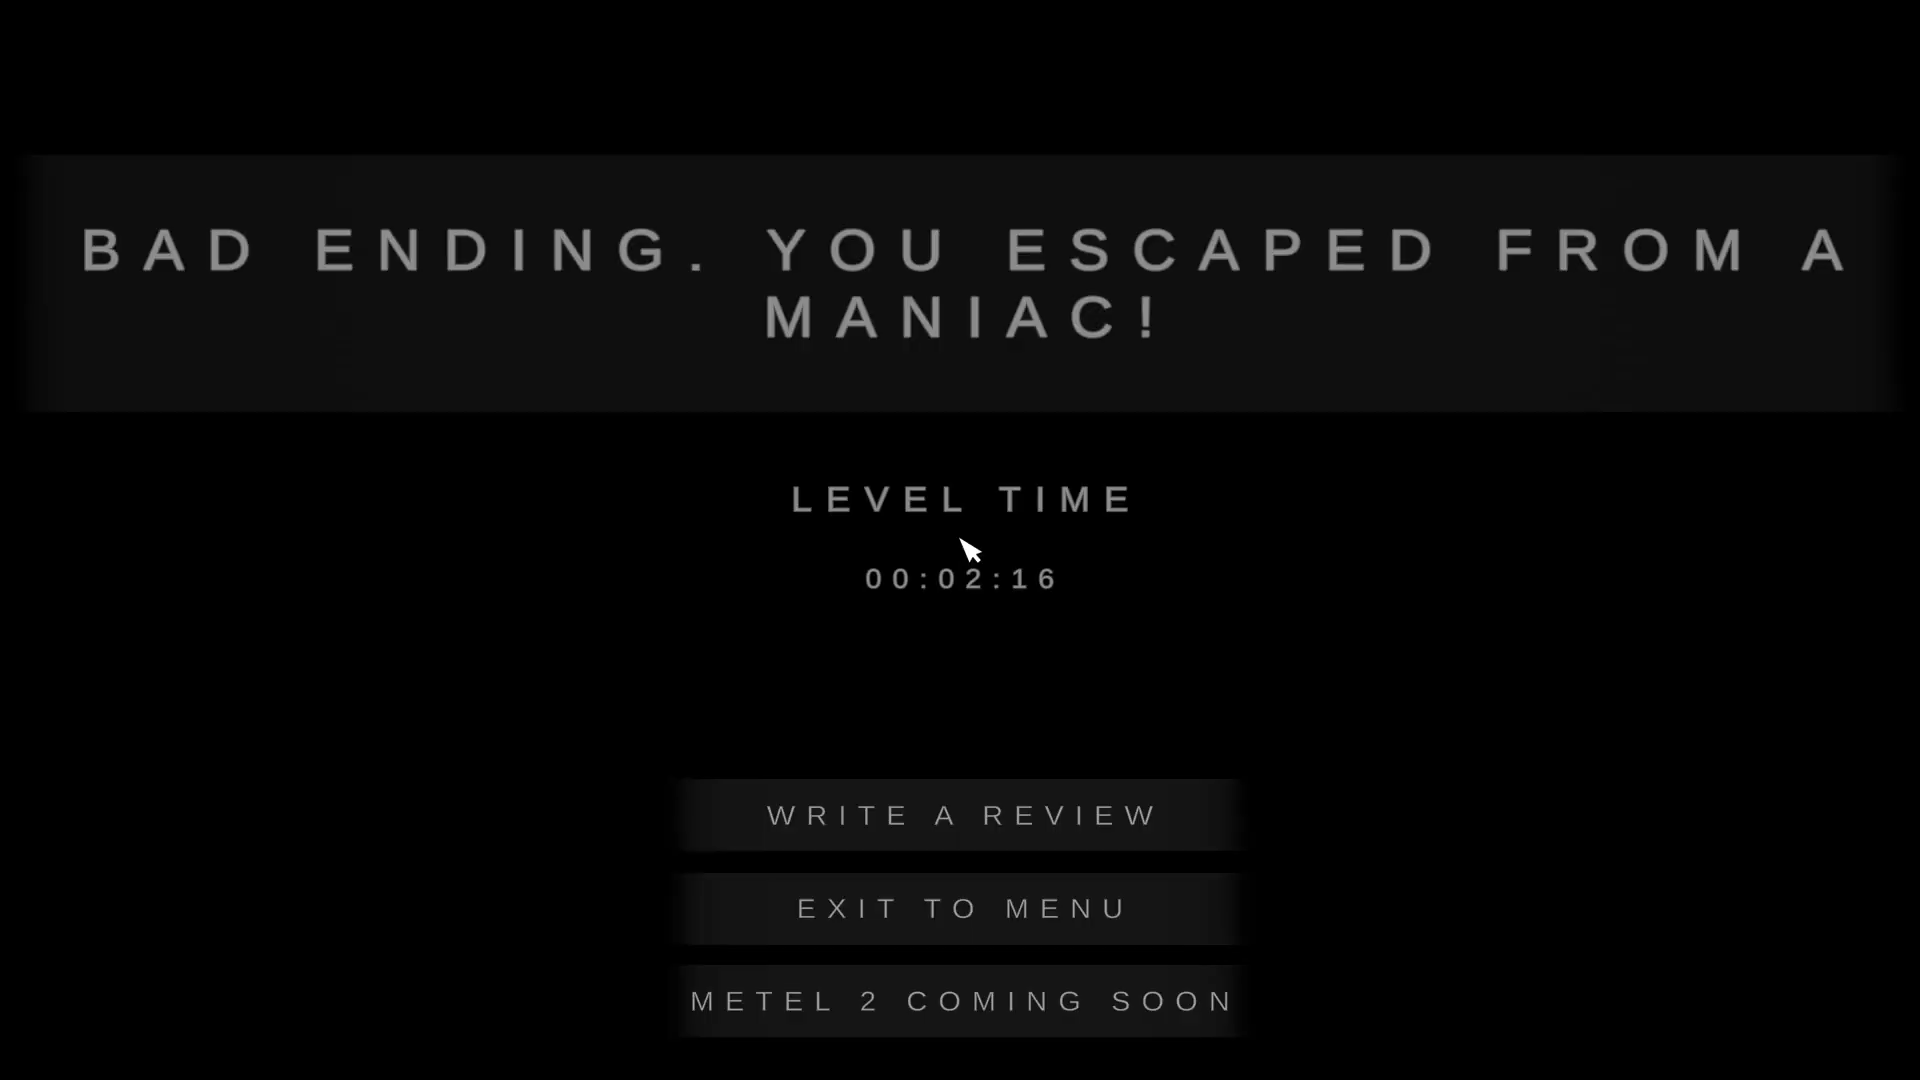 BAD ENDING. YOU ESCAPED FROM A
MANIAC!
LEVEL TIME
00:02:16
WRITE A REVIEW
EXIT TO MENU
METEL 2 COMING SOON